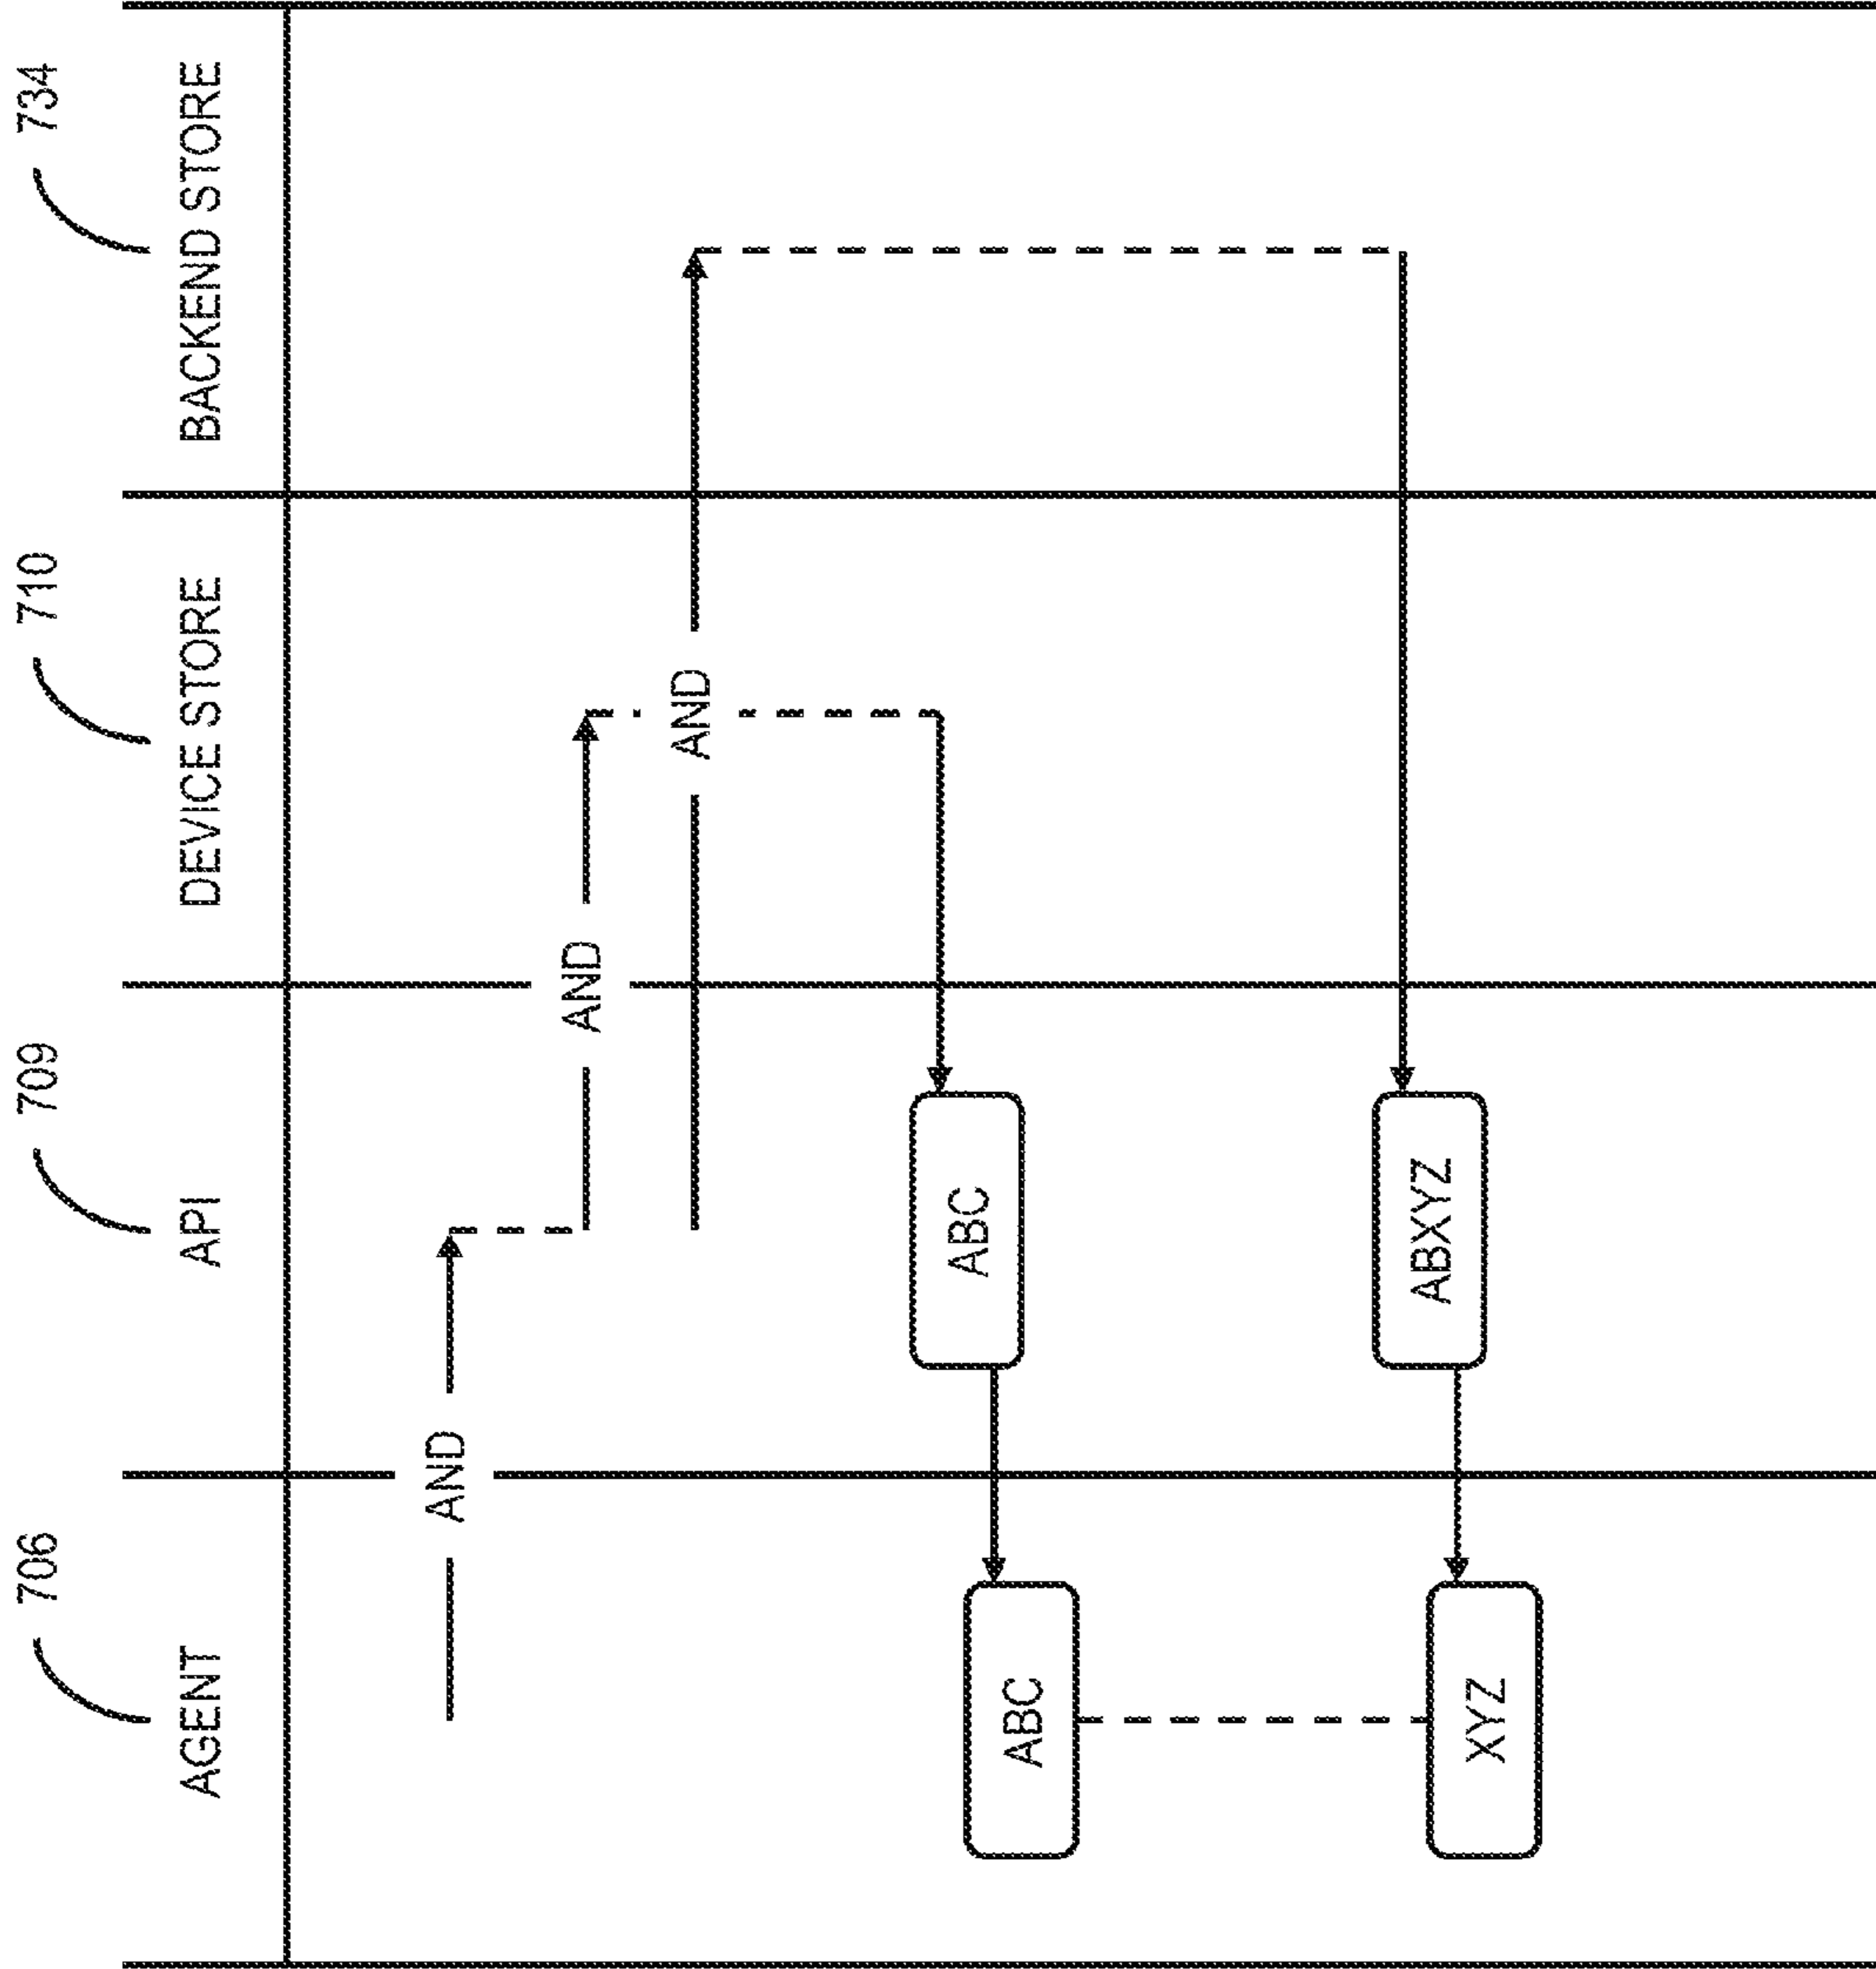 706
709
710
734
AGENT
API
DEVICE STORE
BACKEND STORE
AND
AND
AND
ABC
ABC
ABXYZ
XYZ